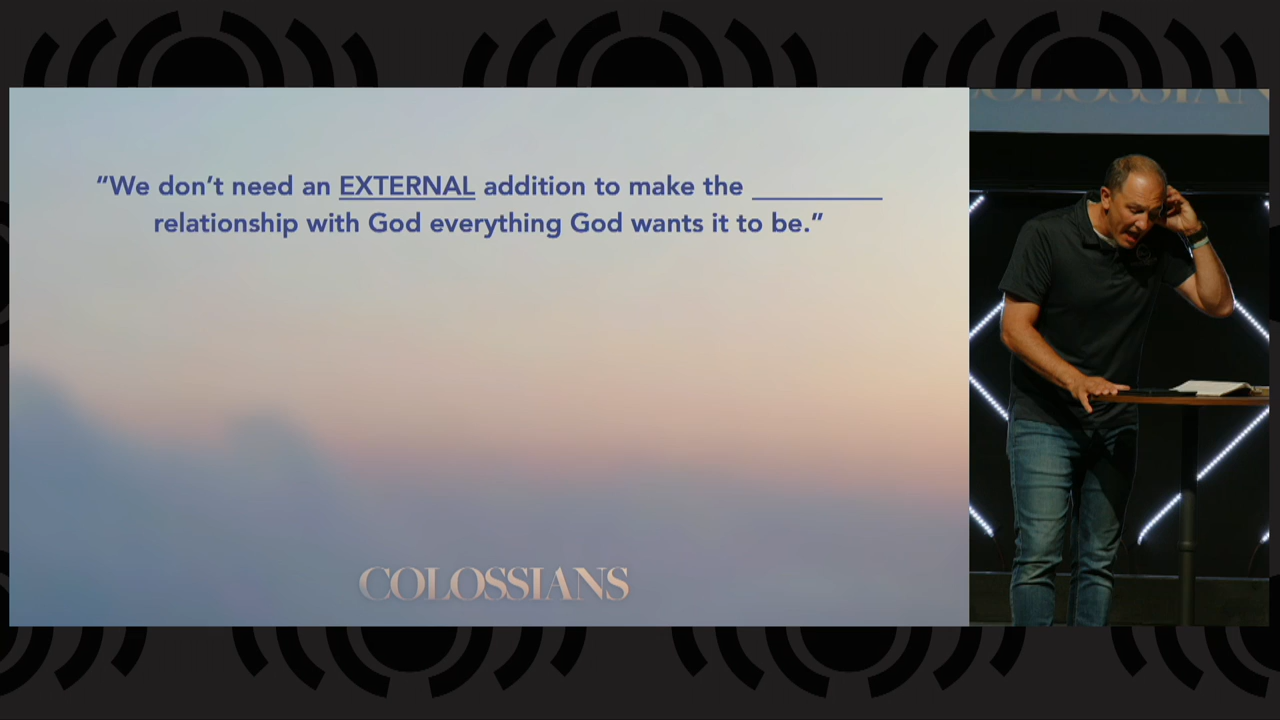 “We don’t need an EXTERNAL addition to make the __________
relationship with God everything God wants it to be.”
COLOSSIANS
COLOSSIANS